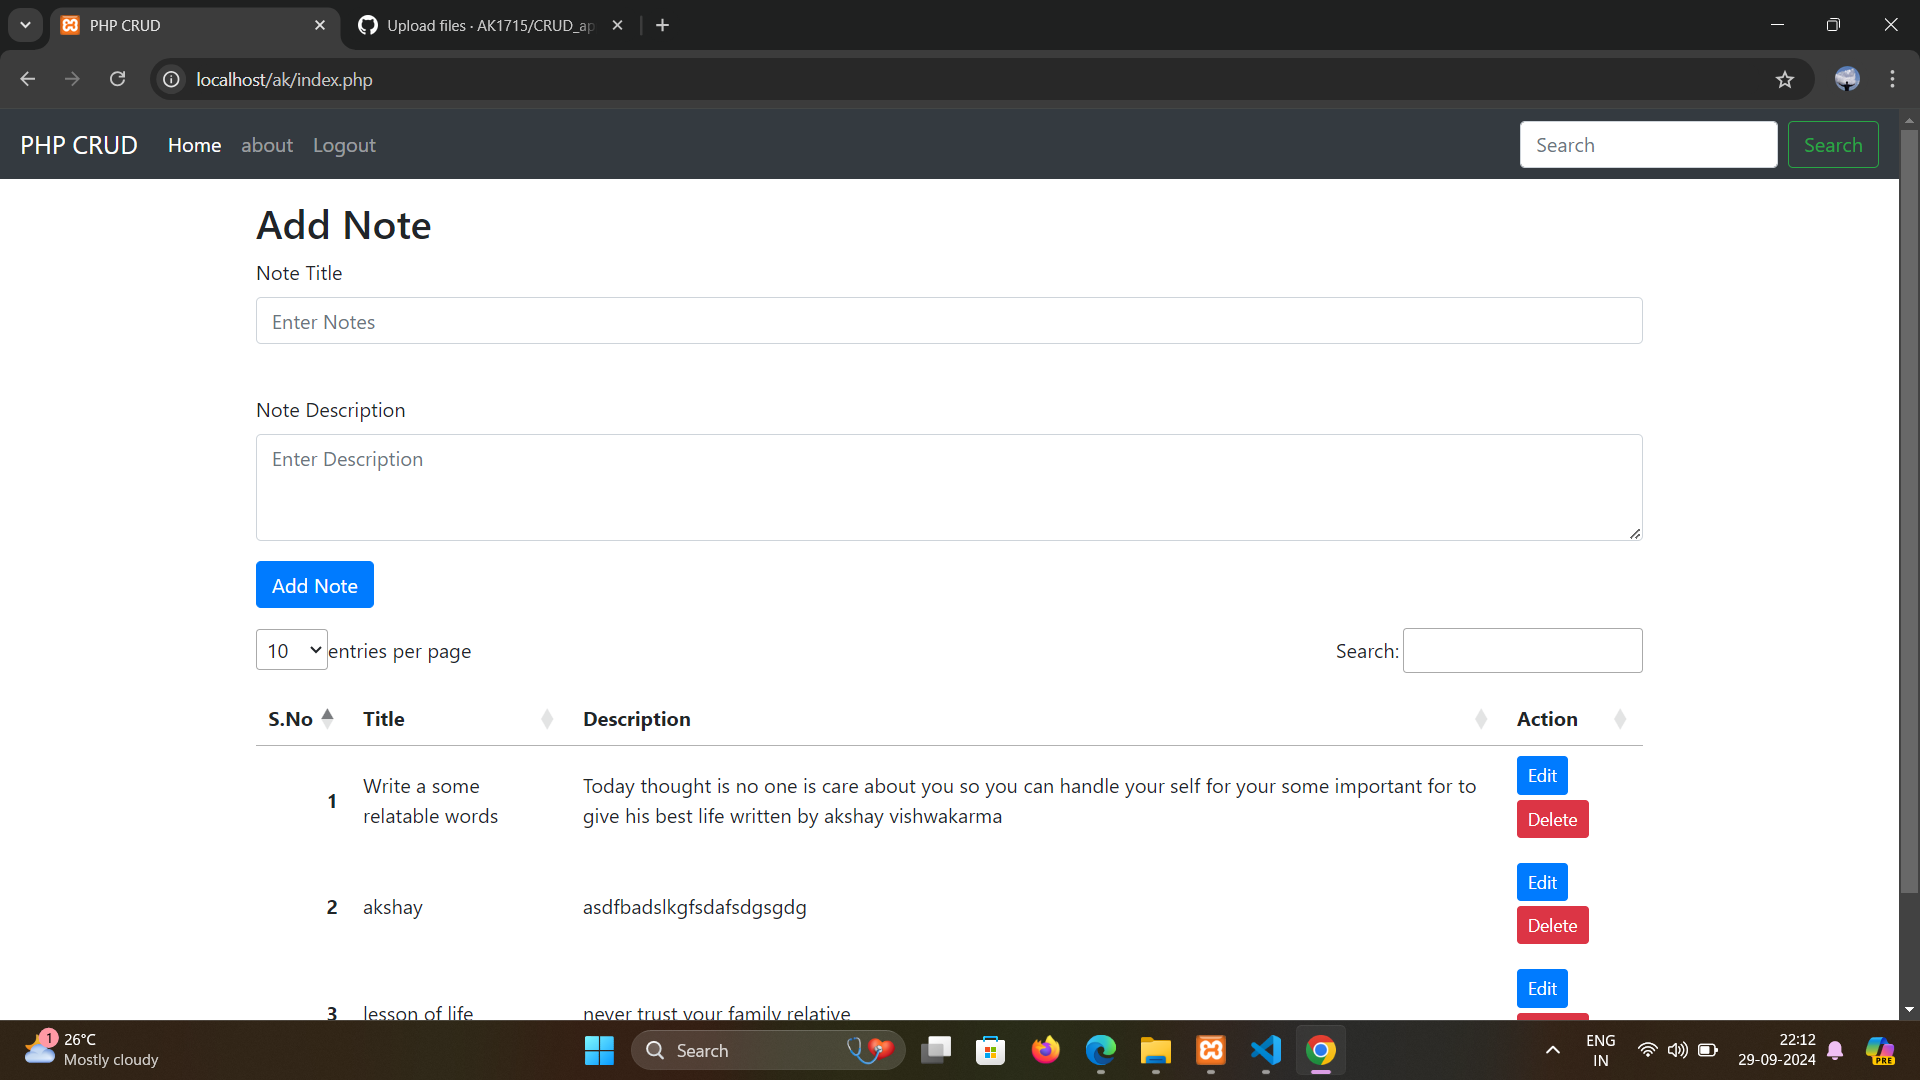 PHP CRUD
Upload files · AK1715/CRUD_ap
localhost/ak/index.php
PHP CRUD Home about Logout Search Search
Add Note
Note Title
Enter Notes
Note Description
Enter Description
Add Note
10 entries per page Search:
S.No Title Description Action
1 Write a some relatable words Today thought is no one is care about you so you can handle your self for your some important for to
give his best life written by akshay vishwakarma
Edit
Delete
2 akshay asdfbadslkgfsdafsdgsgdg
Edit
Delete
3 lesson of life never trust your family relative
Edit
1 26°C
Mostly cloudy
Search
PRE
ENG
IN
22:12
29-09-2024